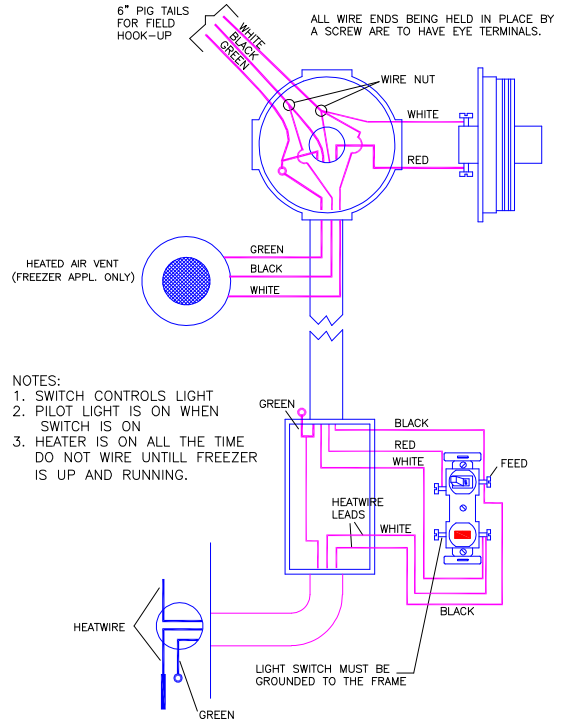 6" PIG TAILS
FOR FIELD
HOOK-UP
WHITE
BLACK
GREEN
ALL WIRE ENDS BEING HELD IN PLACE BY
A SCREW ARE TO HAVE EYE TERMINALS.
WIRE NUT
WHITE
RED
HEATED AIR VENT
(FREEZER APPL. ONLY)
GREEN
BLACK
WHITE
NOTES:
1. SWITCH CONTROLS LIGHT
2. PILOT LIGHT IS ON WHEN
SWITCH IS ON
3. HEATER IS ON ALL THE TIME
DO NOT WIRE UNTILL FREEZER
IS UP AND RUNNING.
GREEN
BLACK
RED
WHITE
FEED
HEATWIRE
LEADS
WHITE
BLACK
HEATWIRE
LIGHT SWITCH MUST BE
GROUNDED TO THE FRAME
GREEN